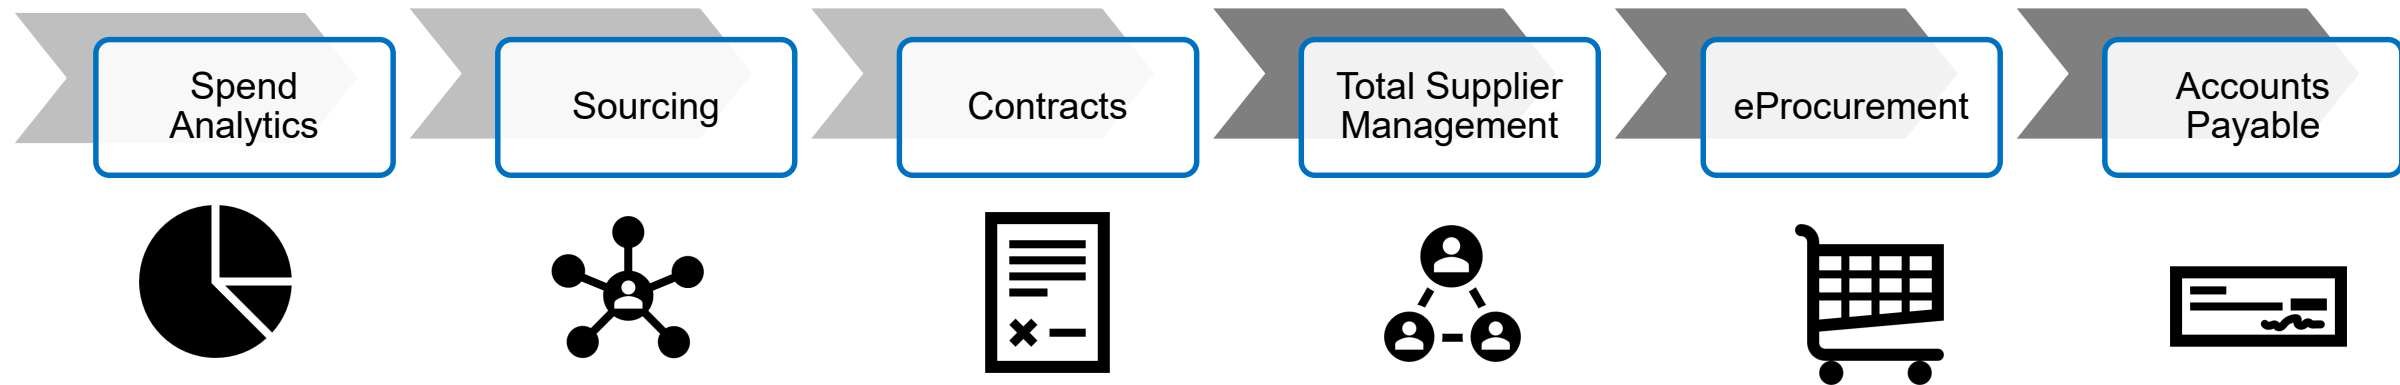 Spend
Analytics
Sourcing
Contracts
Total Supplier
Management
eProcurement
Accounts
Payable